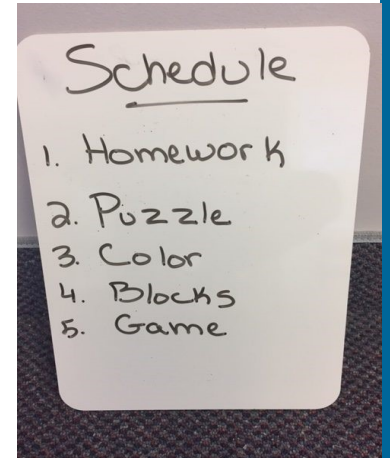 Schedule
1. Homework
2. Puzzle
3. Color
4. Blocks
5. Game